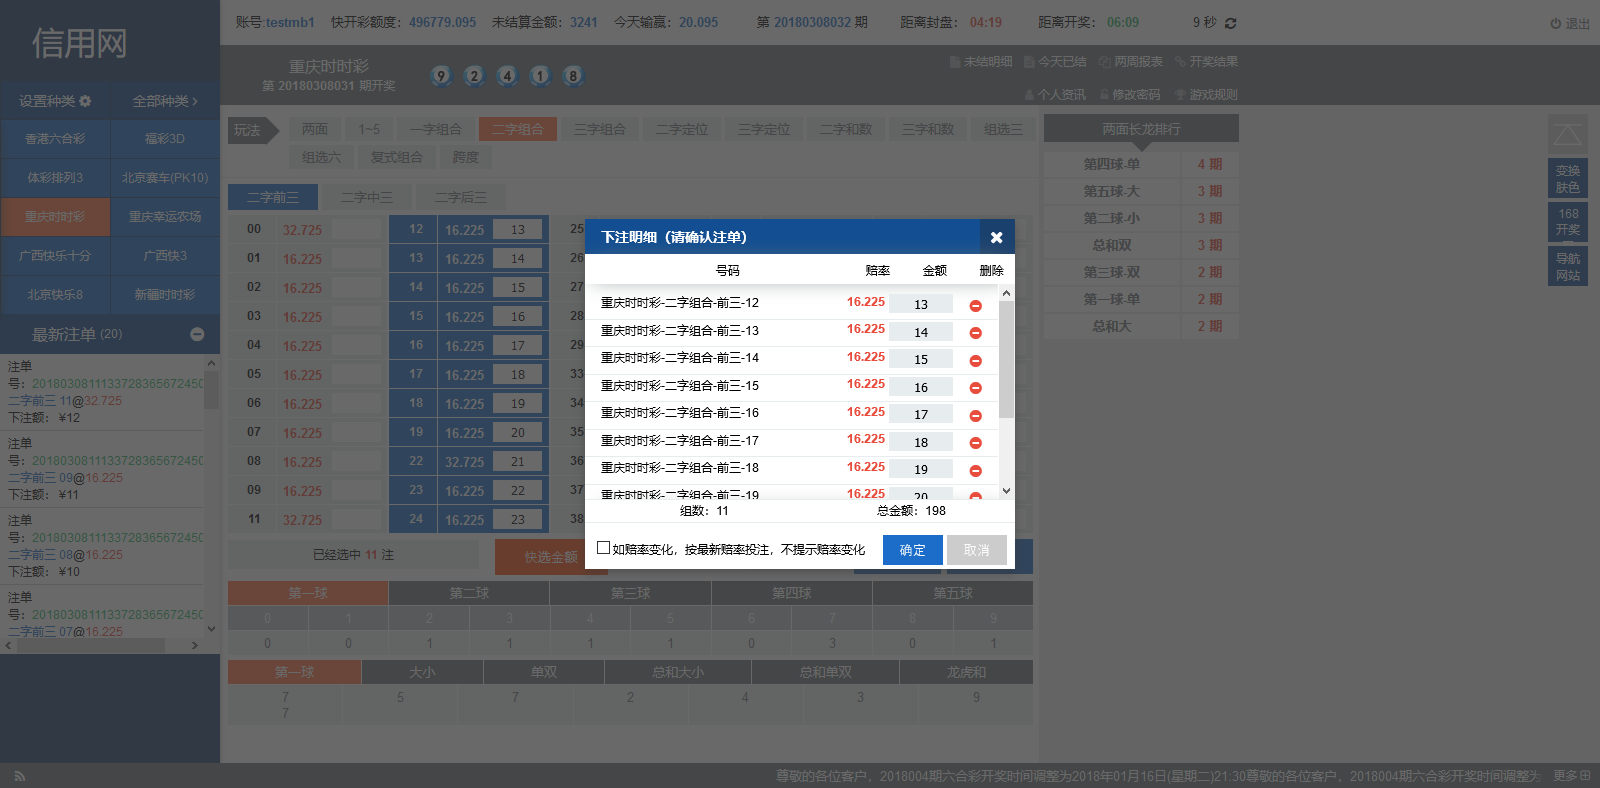 信用网
账号:testmb1 快开彩额度：496779.095 未结算金额：3241 今天输赢：20.095 第 20180308032 期 距离封盘：04:19 距离开奖：06:09 9 秒
退出
重庆时时彩
第 20180308031 期开奖
9 2 4 1 8
未结明细 今天已结 两周报表 开奖结果
个人资讯 修改密码 游戏规则
设置种类 全部种类
香港六合彩 福彩3D
体彩排列3 北京赛车(PK10)
重庆时时彩 重庆幸运农场
广西快乐十分 广西快3
北京快乐8 新疆时时彩
最新注单 (20)
注单
号：2018030811133728365672450
二字前三 11@32.725
下注额：¥12
注单
号：2018030811133728365672450
二字前三 09@16.225
下注额：¥11
注单
号：2018030811133728365672450
二字前三 08@16.225
下注额：¥10
注单
号：2018030811133728365672450
二字前三 07@16.225
玩法 两面 1~5 一字组合 二字组合 三字组合 二字定位 三字定位 二字和数 三字和数 组选三
组选六 复式组合 跨度
二字前三 二字中三 二字后三
00 32.725 12 16.225 13 25
01 16.225 13 16.225 14 26
02 16.225 14 16.225 15 27
03 16.225 15 16.225 16 28
04 16.225 16 16.225 17 29
05 16.225 17 16.225 18 33
06 16.225 18 16.225 19 34
07 16.225 19 16.225 20 35
08 16.225 22 32.725 21 36
09 16.225 23 16.225 22 37
11 32.725 24 16.225 23 38
已经选中 11 注 快选金额
第一球 第二球 第三球 第四球 第五球
0 1 2 3 4 5 6 7 8 9
0 0 1 1 1 1 0 3 0 1
第一球 大小 单双 总和大小 总和单双 龙虎和
7 5 7 2 4 3 9
7
下注明细（请确认注单）
号码 赔率 金额 删除
重庆时时彩-二字组合-前三-12 16.225 13
重庆时时彩-二字组合-前三-13 16.225 14
重庆时时彩-二字组合-前三-14 16.225 15
重庆时时彩-二字组合-前三-15 16.225 16
重庆时时彩-二字组合-前三-16 16.225 17
重庆时时彩-二字组合-前三-17 16.225 18
重庆时时彩-二字组合-前三-18 16.225 19
重庆时时彩-二字组合-前三-19 16.225 20
组数：11 总金额：198
如赔率变化，按最新赔率投注，不提示赔率变化 确定 取消
两面长龙排行
第四球-单 4 期
第五球-大 3 期
第二球-小 3 期
总和双 3 期
第三球-双 2 期
第一球-单 2 期
总和大 2 期
变换
肤色
168
开奖
导航
网站
尊敬的各位客户，2018004期六合彩开奖时间调整为2018年01月16日(星期二)21:30尊敬的各位客户，2018004期六合彩开奖时间调整为 更多